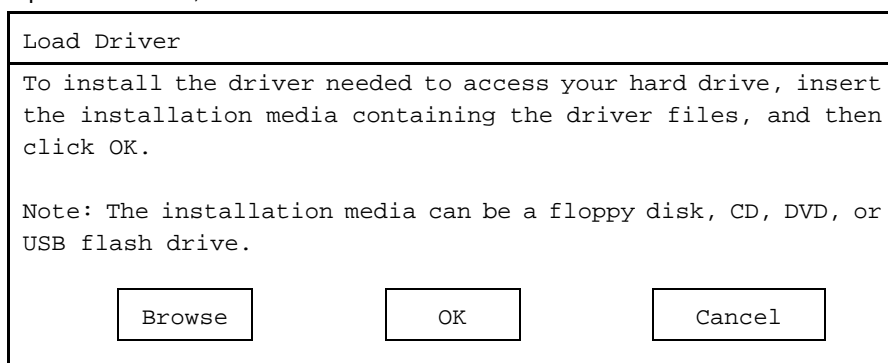 Load Driver
To install the driver needed to access your hard drive, insert
the installation media containing the driver files, and then
click OK.
Note: The installation media can be a floppy disk, CD, DVD, or
USB flash drive.
Browse OK Cancel